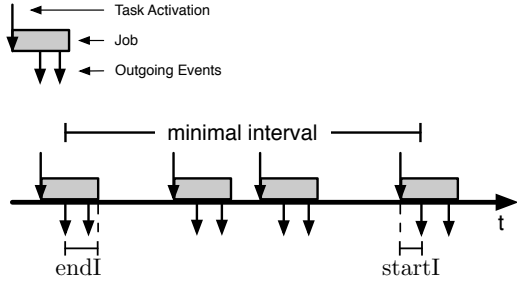 Task Activation
Job
Outgoing Events
minimal interval
t
endI
startI